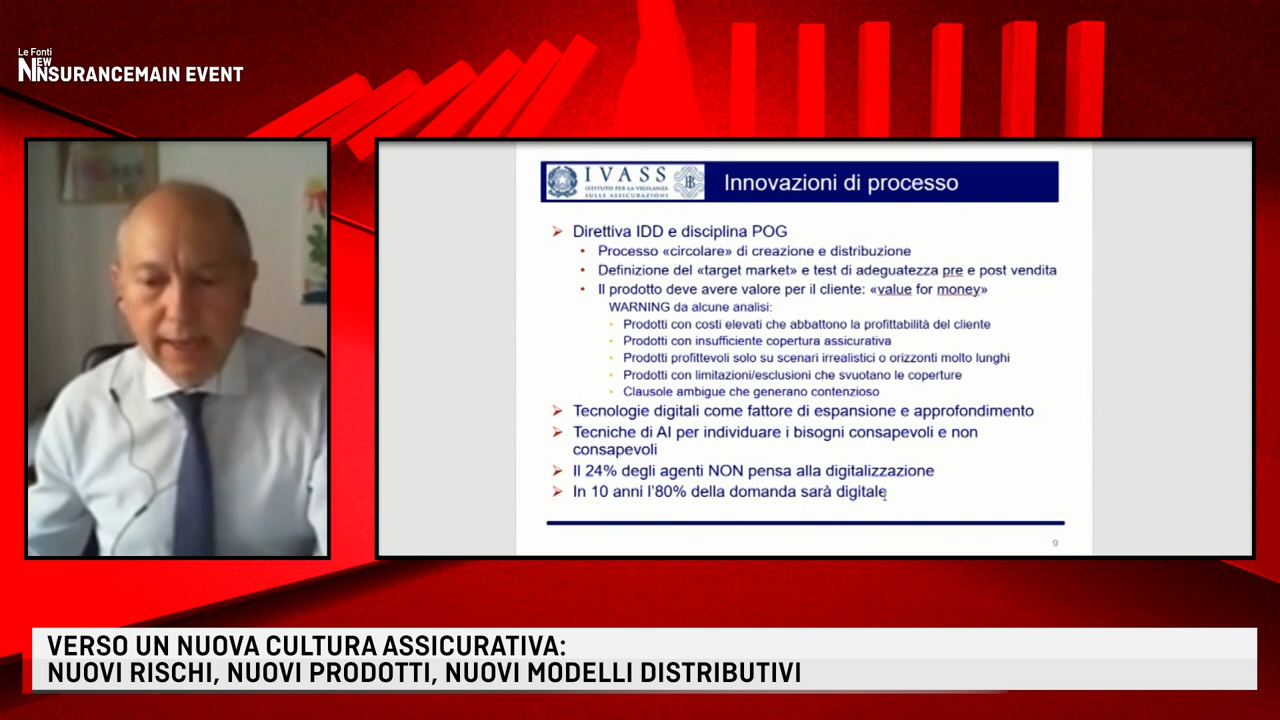 Le Fonti
NEW
INSURANCEMAIN EVENT
IVASS
ISTITUTO PER LA VIGILANZA
SULLE ASSICURAZIONI
Innovazioni di processo
Direttiva IDD e disciplina POG
Processo «circolare» di creazione e distribuzione
Definizione del «target market» e test di adeguatezza pre e post vendita
Il prodotto deve avere valore per il cliente: «value for money»
WARNING da alcune analisi:
Prodotti con costi elevati che abbattono la profittabilità del cliente
Prodotti con insufficiente copertura assicurativa
Prodotti profittevoli solo su scenari irrealistici o orizzonti molto lunghi
Prodotti con limitazioni/esclusioni che svuotano le coperture
Clausole ambigue che generano contenzioso
Tecnologie digitali come fattore di espansione e approfondimento
Tecniche di AI per individuare i bisogni consapevoli e non
consapevoli
Il 24% degli agenti NON pensa alla digitalizzazione
In 10 anni l'80% della domanda sarà digitale
9
VERSO UN NUOVA CULTURA ASSICURATIVA:
NUOVI RISCHI, NUOVI PRODOTTI, NUOVI MODELLI DISTRIBUTIVI